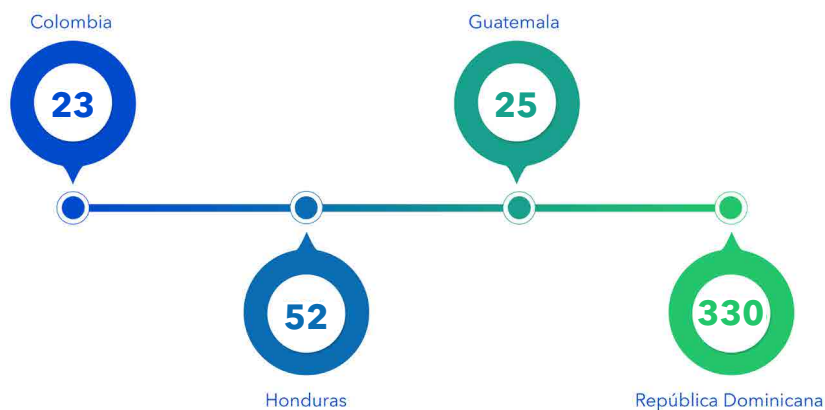 Colombia
23
Guatemala
25
52
Honduras
330
República Dominicana